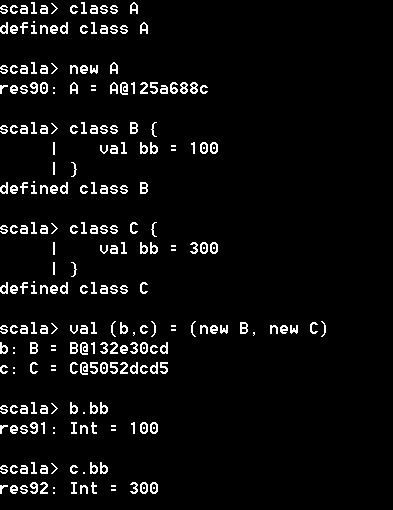 scala> class A
defined class A
scala> new A
res90: A = A@125a688c
scala> class B {
     |    val bb = 100
     | }
defined class B
scala> class C {
     |    val bb = 300
     | }
defined class C
scala> val (b,c) = (new B, new C)
b: B = B@132e30cd
c: C = C@5052dcd5
scala> b.bb
res91: Int = 100
scala> c.bb
res92: Int = 300